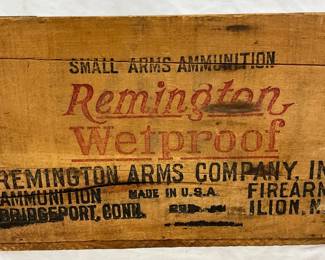 SMALL ARMS AMMUNITION
Remington
Wetproof
REMINGTON ARMS COMPANY, IN
AMMUNITION MADE IN U.S.A. FIREARM
BRIDGEPORT, CONN. ILION, N.